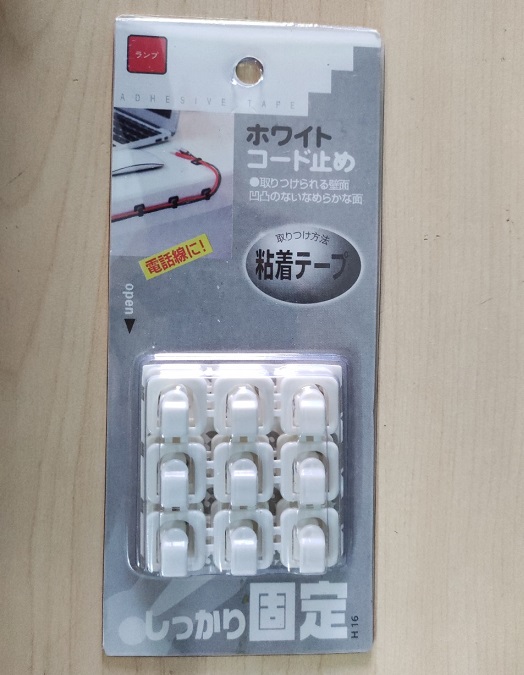 ランプ
ADHESIVE TAPE
ホワイト
コード止め
●取りつけられる壁面
凹凸のないなめらかな面
取りつけ方法
粘着テープ
電話線に!
open
しっかり固定
H16